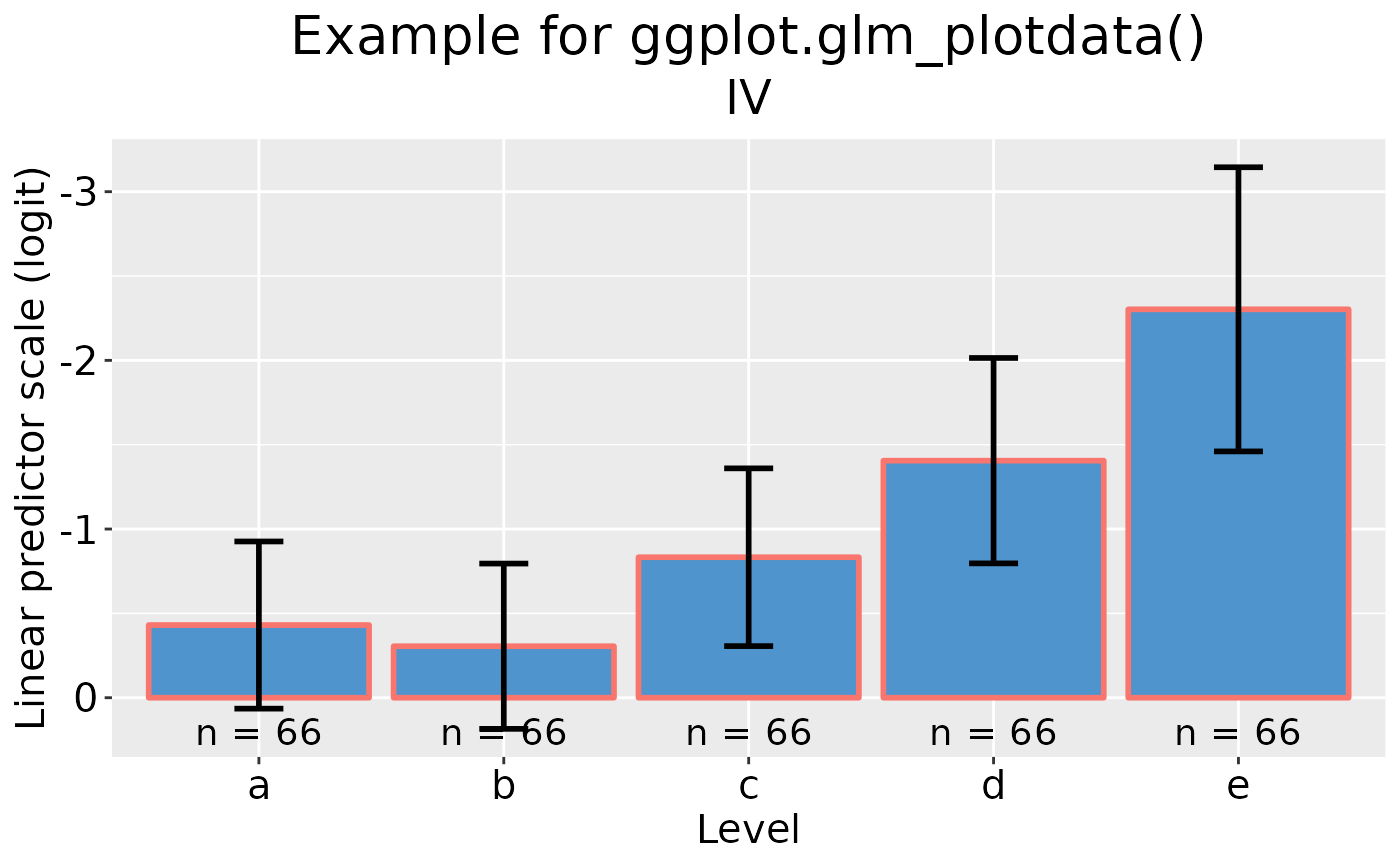 Example for ggplot.glm_plotdata()
IV
Linear predictor scale (logit)
-3
-2
-1
0
n = 66
n = 66
n = 66
n = 66
n = 66
a
b
c
d
e
Level